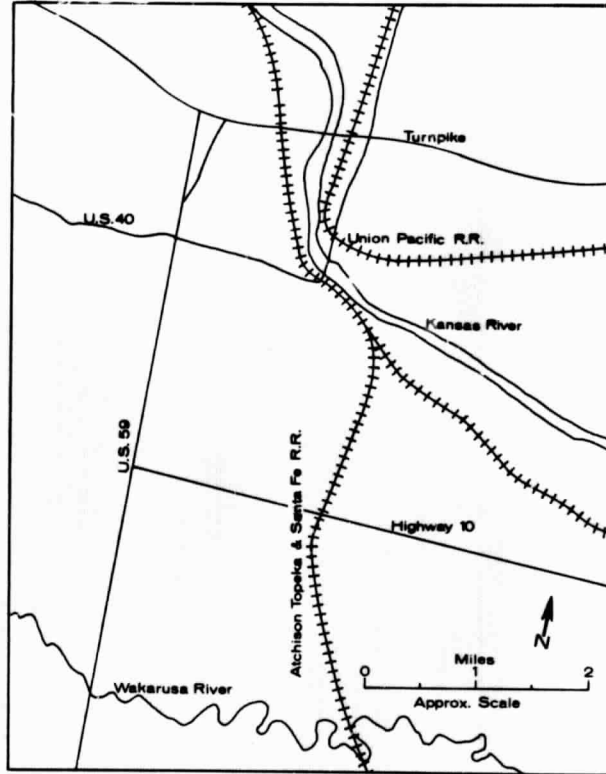 Turnpike
U.S.40
Union Pacific R.R.
Kansas River
U.S.59
Atchison Topeka & Santa Fe R.R.
Highway 10
N
Miles
0 1 2
Approx. Scale
Wakarusa River